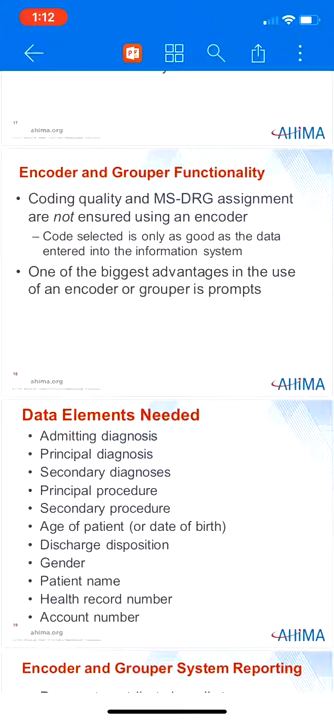 1:12
17
ahima.org
AHIMA
Encoder and Grouper Functionality
• Coding quality and MS-DRG assignment
are not ensured using an encoder
– Code selected is only as good as the data
entered into the information system
• One of the biggest advantages in the use
of an encoder or grouper is prompts
18
ahima.org
AHIMA
Data Elements Needed
• Admitting diagnosis
• Principal diagnosis
• Secondary diagnoses
• Principal procedure
• Secondary procedure
• Age of patient (or date of birth)
• Discharge disposition
• Gender
• Patient name
• Health record number
• Account number
19
ahima.org
AHIMA
Encoder and Grouper System Reporting